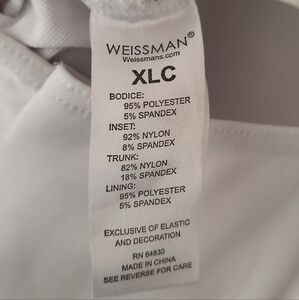 WEISSMAN®
Weissmans.com
XLC
BODICE:
95% POLYESTER
5% SPANDEX
INSET:
92% NYLON
8% SPANDEX
TRUNK:
82% NYLON
18% SPANDEX
LINING:
95% POLYESTER
5% SPANDEX
EXCLUSIVE OF ELASTIC
AND DECORATION
RN 64830
MADE IN CHINA
SEE REVERSE FOR CARE